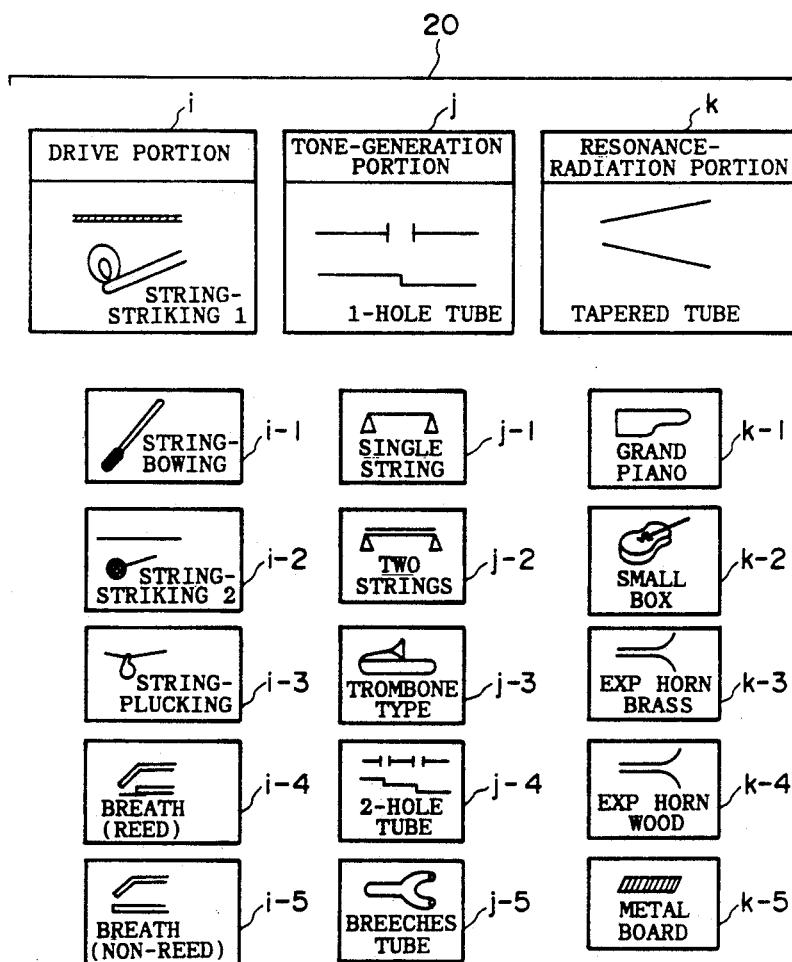 20
i
j
k
DRIVE PORTION
TONE-GENERATION
PORTION
RESONANCE-
RADIATION PORTION
STRING-
STRIKING 1
1-HOLE TUBE
TAPERED TUBE
STRING-
BOWING
i-1
SINGLE
STRING
j-1
GRAND
PIANO
k-1
STRING-
STRIKING 2
i-2
TWO
STRINGS
j-2
SMALL
BOX
k-2
STRING-
PLUCKING
i-3
TROMBONE
TYPE
j-3
EXP HORN
BRASS
k-3
BREATH
(REED)
i-4
2-HOLE
TUBE
j-4
EXP HORN
WOOD
k-4
BREATH
(NON-REED)
i-5
BREECHES
TUBE
j-5
METAL
BOARD
k-5